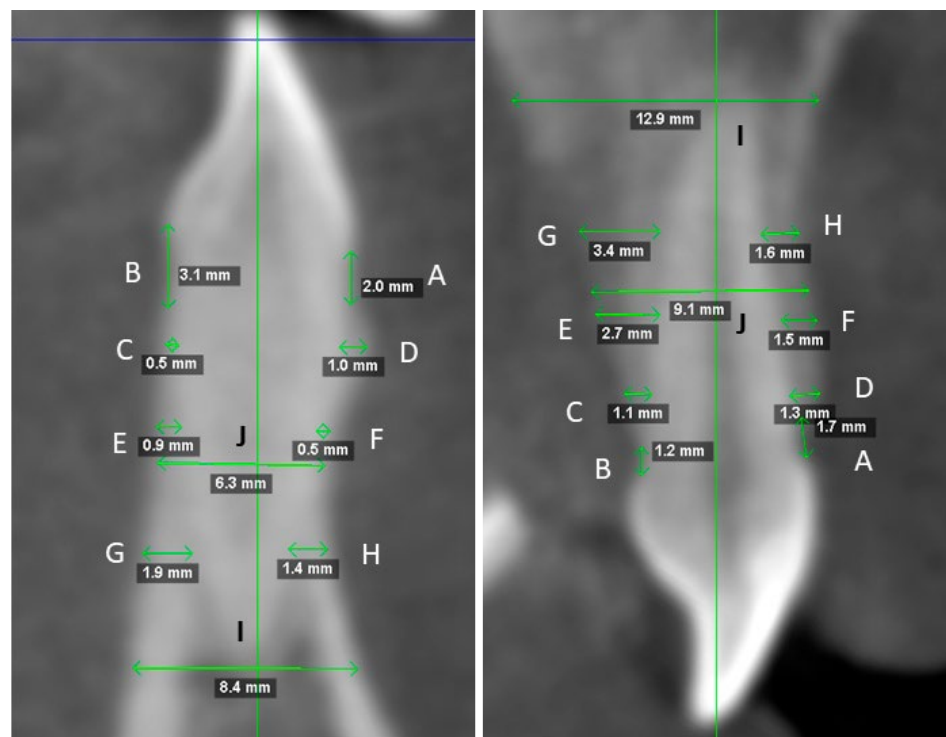 B
3.1 mm
2.0 mm
A
C
0.5 mm
1.0 mm
D
E
0.9 mm
J
0.5 mm
F
6.3 mm
G
1.9 mm
1.4 mm
H
I
8.4 mm
12.9 mm
I
G
3.4 mm
1.6 mm
H
9.1 mm
E
2.7 mm
J
1.5 mm
F
C
1.1 mm
1.3 mm
D
1.7 mm
B
1.2 mm
A